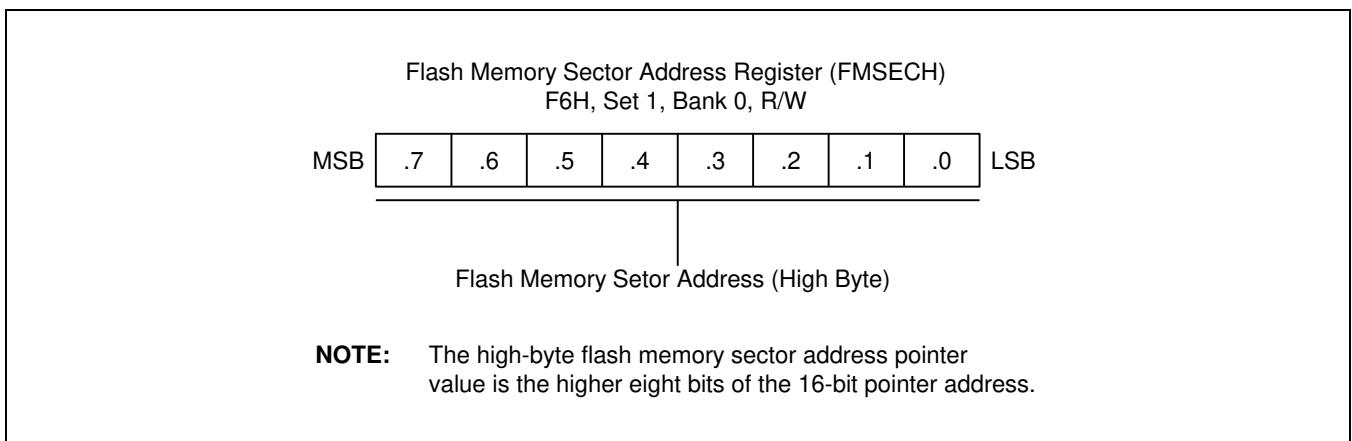 Flash Memory Sector Address Register (FMSECH)
F6H, Set 1, Bank 0, R/W
MSB .7 .6 .5 .4 .3 .2 .1 .0 LSB
Flash Memory Setor Address (High Byte)
NOTE: The high-byte flash memory sector address pointer
value is the higher eight bits of the 16-bit pointer address.